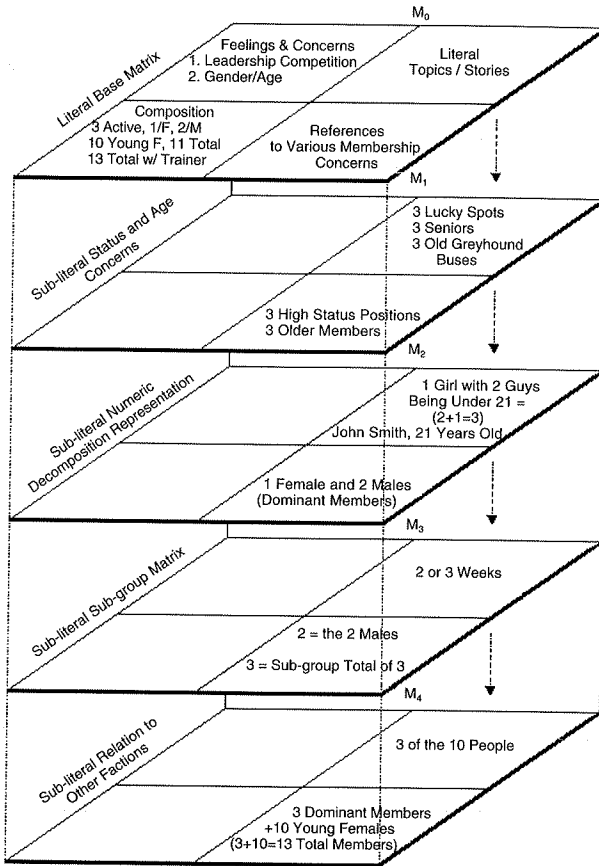 M0
Literal Base Matrix
Feelings & Concerns
1. Leadership Competition
2. Gender/Age
Literal
Topics / Stories
Composition
3 Active, 1/F, 2/M
10 Young F, 11 Total
13 Total w/ Trainer
References
to Various Membership
Concerns
M1
Sub-literal Status and Age
Concerns
3 Lucky Spots
3 Seniors
3 Old Greyhound
Buses
3 High Status Positions
3 Older Members
M2
Sub-literal Numeric
Decomposition Representation
1 Girl with 2 Guys
Being Under 21 =
(2+1=3)
John Smith, 21 Years Old
1 Female and 2 Males
(Dominant Members)
M3
Sub-literal Sub-group Matrix
2 or 3 Weeks
2 = the 2 Males
3 = Sub-group Total of 3
M4
Sub-literal Relation to
Other Factions
3 of the 10 People
3 Dominant Members
+10 Young Females
(3+10=13 Total Members)